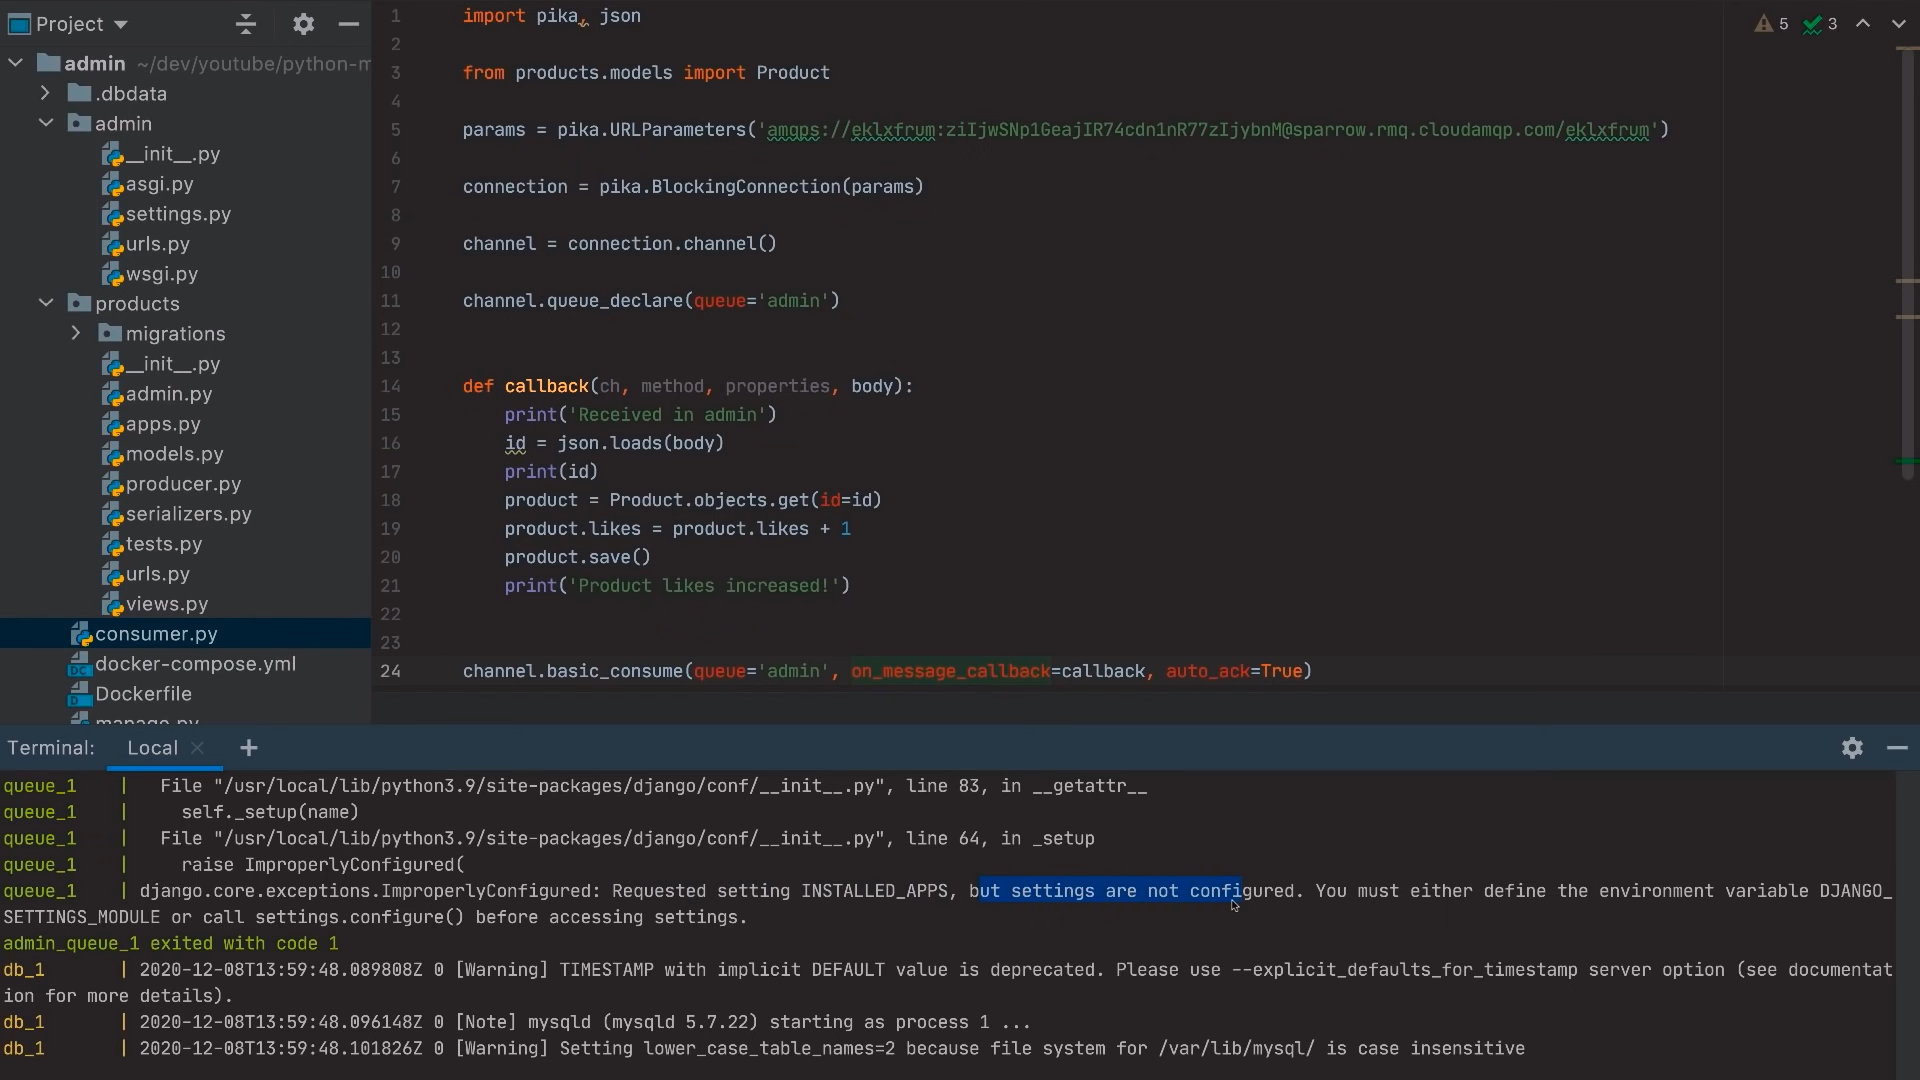 Project
admin ~/dev/youtube/python-m
.dbdata
admin
__init__.py
asgi.py
settings.py
urls.py
wsgi.py
products
migrations
__init__.py
admin.py
apps.py
models.py
producer.py
serializers.py
tests.py
urls.py
views.py
consumer.py
docker-compose.yml
Dockerfile
manage.py
5 3
1 import pika, json
2
3 from products.models import Product
4
5 params = pika.URLParameters('amqps://eklxfrum:ziIjwSNp1GeajIR74cdn1nR77zIjybnM@sparrow.rmq.cloudamqp.com/eklxfrum')
6
7 connection = pika.BlockingConnection(params)
8
9 channel = connection.channel()
10
11 channel.queue_declare(queue='admin')
12
13
14 def callback(ch, method, properties, body):
15 print('Received in admin')
16 id = json.loads(body)
17 print(id)
18 product = Product.objects.get(id=id)
19 product.likes = product.likes + 1
20 product.save()
21 print('Product likes increased!')
22
23
24 channel.basic_consume(queue='admin', on_message_callback=callback, auto_ack=True)
Terminal: Local
queue_1 | File "/usr/local/lib/python3.9/site-packages/django/conf/__init__.py", line 83, in __getattr__
queue_1 | self._setup(name)
queue_1 | File "/usr/local/lib/python3.9/site-packages/django/conf/__init__.py", line 64, in _setup
queue_1 | raise ImproperlyConfigured(
queue_1 | django.core.exceptions.ImproperlyConfigured: Requested setting INSTALLED_APPS, but settings are not configured. You must either define the environment variable DJANGO_
SETTINGS_MODULE or call settings.configure() before accessing settings.
admin_queue_1 exited with code 1
db_1 | 2020-12-08T13:59:48.089808Z 0 [Warning] TIMESTAMP with implicit DEFAULT value is deprecated. Please use --explicit_defaults_for_timestamp server option (see documentat
ion for more details).
db_1 | 2020-12-08T13:59:48.096148Z 0 [Note] mysqld (mysqld 5.7.22) starting as process 1 ...
db_1 | 2020-12-08T13:59:48.101826Z 0 [Warning] Setting lower_case_table_names=2 because file system for /var/lib/mysql/ is case insensitive